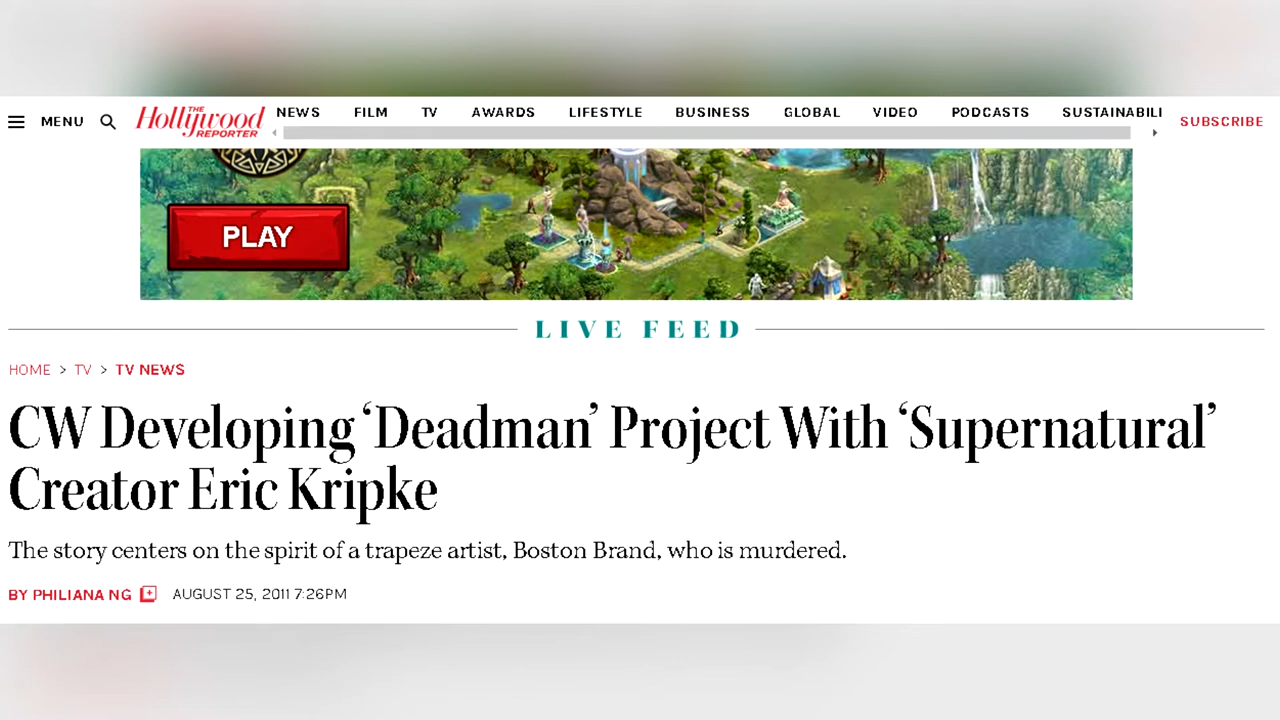 MENU
THE
Hollywood
REPORTER
NEWS FILM TV AWARDS LIFESTYLE BUSINESS GLOBAL VIDEO PODCASTS SUSTAINABILI
SUBSCRIBE
PLAY
LIVE FEED
HOME > TV > TV NEWS
CW Developing ‘Deadman’ Project With ‘Supernatural’
Creator Eric Kripke
The story centers on the spirit of a trapeze artist, Boston Brand, who is murdered.
BY PHILIANA NG AUGUST 25, 2011 7:26PM